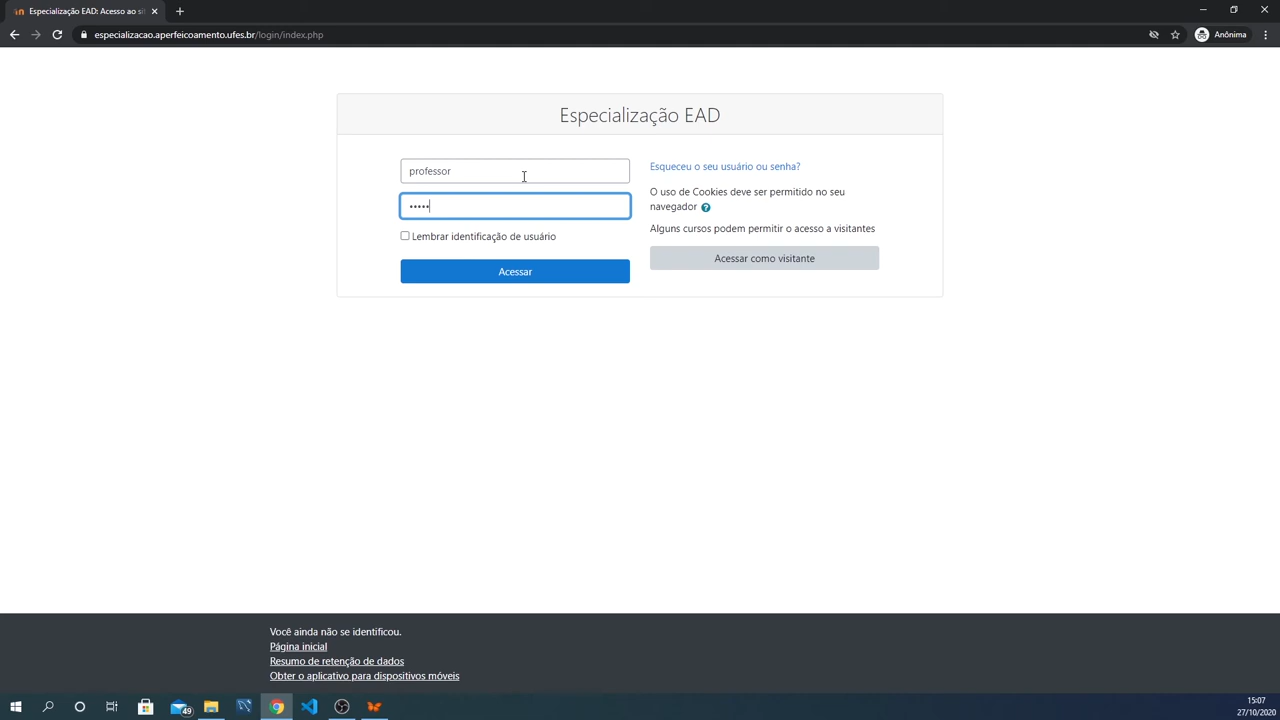 Especialização EAD: Acesso ao si
especializacao.aperfeicoamento.ufes.br/login/index.php
Anônima
Especialização EAD
professor
•••••
Lembrar identificação de usuário
Acessar
Esqueceu o seu usuário ou senha?
O uso de Cookies deve ser permitido no seu
navegador
Alguns cursos podem permitir o acesso a visitantes
Acessar como visitante
Você ainda não se identificou.
Página inicial
Resumo de retenção de dados
Obter o aplicativo para dispositivos móveis
49
15:07
27/10/2020